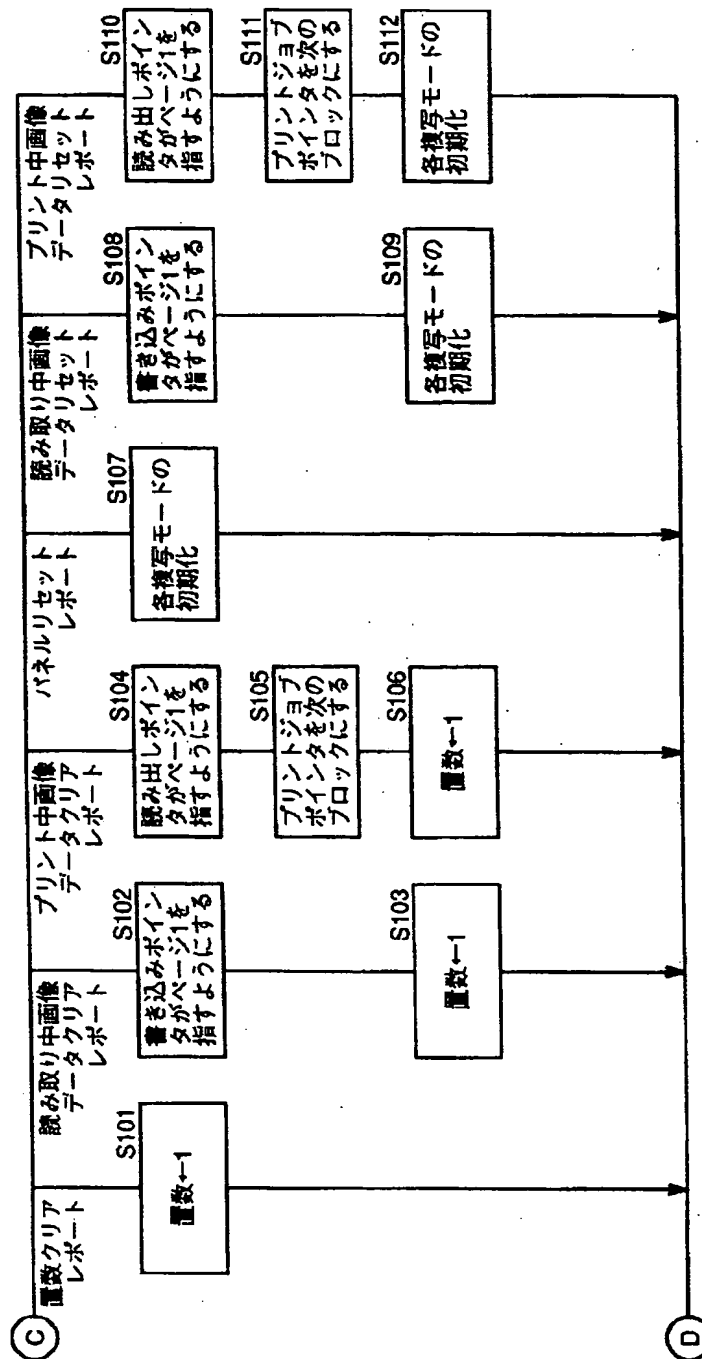 C
置数クリア
レポート
S101
置数←1
読み取り中画像
データクリア
レポート
S102
書き込みポイン
タがページ1を
指すようにする
S103
置数←1
プリント中画像
データクリア
レポート
S104
読み出しポイン
タがページ1を
指すようにする
S105
プリントジョブ
ポインタを次の
ブロックにする
S106
置数←1
パネルリセット
レポート
S107
各複写モードの
初期化
読み取り中画像
データリセット
レポート
S108
書き込みポイン
タがページ1を
指すようにする
S109
各複写モードの
初期化
プリント中画像
データリセット
レポート
S110
読み出しポイン
タがページ1を
指すようにする
S111
プリントジョブ
ポインタを次の
ブロックにする
S112
各複写モードの
初期化
D